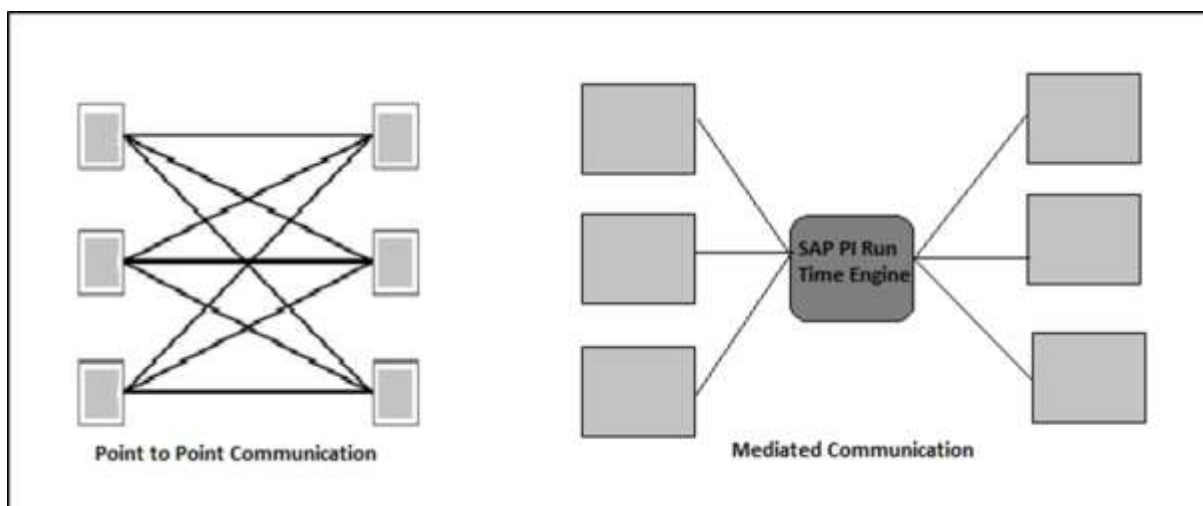 SAP PI Run
Time Engine
Point to Point Communication
Mediated Communication